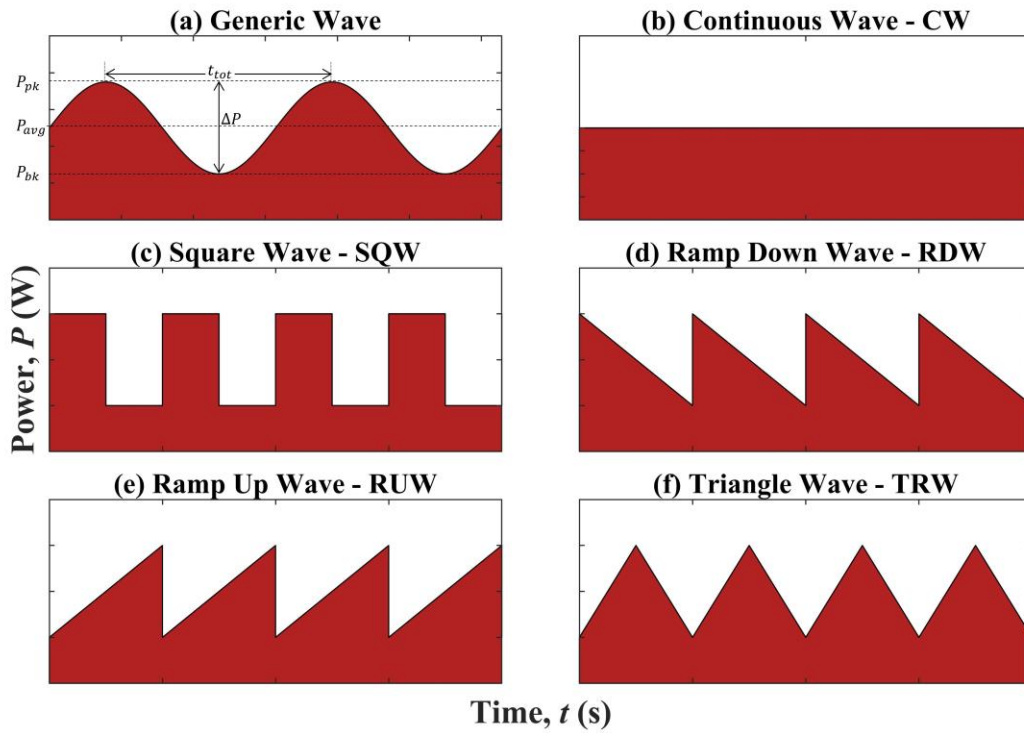 (a) Generic Wave
P_pk
t_tot
ΔP
P_avg
P_bk
(b) Continuous Wave - CW
(c) Square Wave - SQW
(d) Ramp Down Wave - RDW
Power, P (W)
(e) Ramp Up Wave - RUW
(f) Triangle Wave - TRW
Time, t (s)